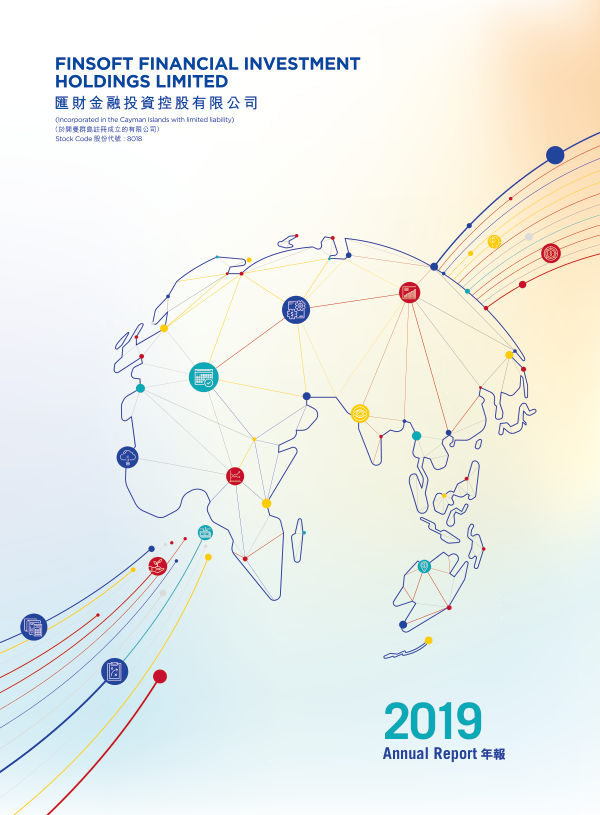 FINSOFT FINANCIAL INVESTMENT
HOLDINGS LIMITED
匯財金融投資控股有限公司
(Incorporated in the Cayman Islands with limited liability)
(於開曼群島註冊成立的有限公司)
Stock Code 股份代號 : 8018
2019
Annual Report 年報